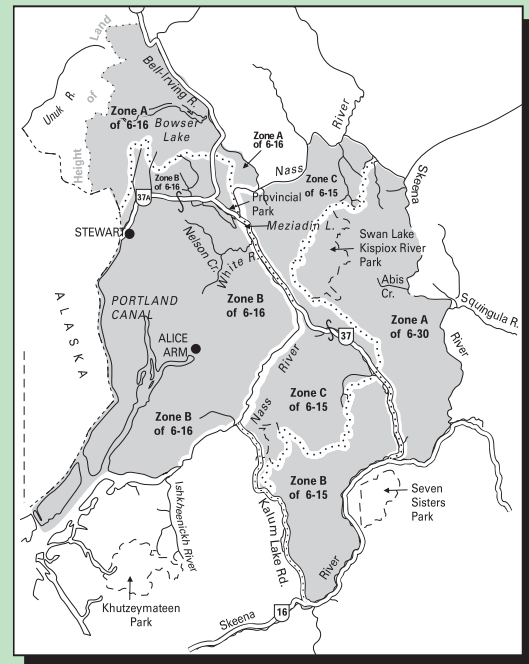 Land
of
Height
Unuk R.
Bell-Irving R.
Zone A
of 6-16
Bowser
Lake
Zone A
of 6-16
River
Nass
Zone B
of 6-16
Zone C
of 6-15
Skeena
37A
Provincial
Park
Meziadin L.
STEWART
Nelson Cr.
White R.
Swan Lake
Kispiox River
Park
Abis
Cr.
Squingula R.
PORTLAND
CANAL
Zone B
of 6-16
Zone A
of 6-30
ALASKA
ALICE
ARM
River
37
River
Zone C
of 6-15
Nass
Zone B
of 6-16
Zone B
of 6-15
Seven
Sisters
Park
Ishkheenickh River
Kalum Lake Rd.
River
Khutzeymateen
Park
Skeena
16